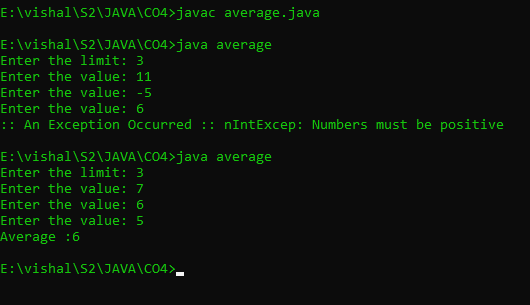 E:\vishal\S2\JAVA\CO4>javac average.java
E:\vishal\S2\JAVA\CO4>java average
Enter the limit: 3
Enter the value: 11
Enter the value: -5
Enter the value: 6
:: An Exception Occurred :: nIntExcep: Numbers must be positive
E:\vishal\S2\JAVA\CO4>java average
Enter the limit: 3
Enter the value: 7
Enter the value: 6
Enter the value: 5
Average :6
E:\vishal\S2\JAVA\CO4>